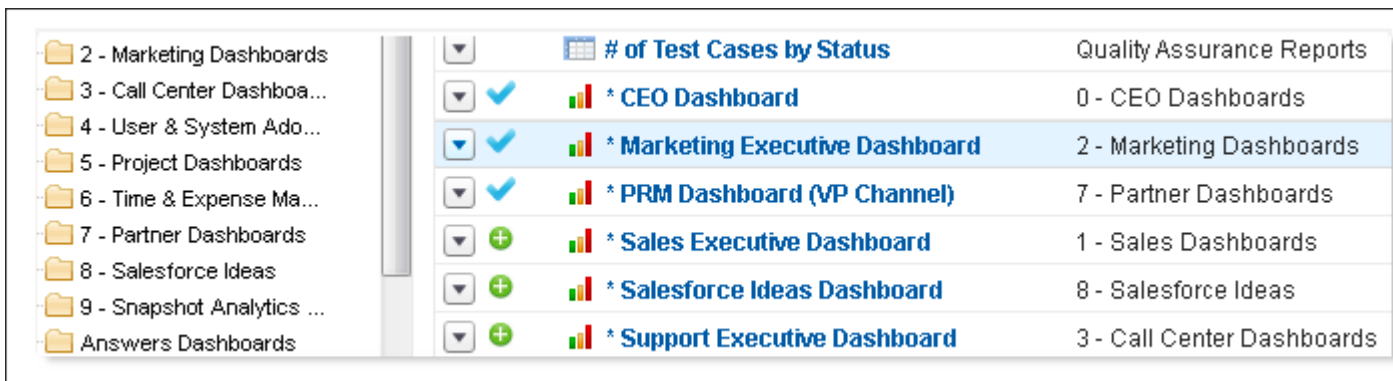 2 - Marketing Dashboards
3 - Call Center Dashboa...
4 - User & System Ado...
5 - Project Dashboards
6 - Time & Expense Ma...
7 - Partner Dashboards
8 - Salesforce Ideas
9 - Snapshot Analytics ...
Answers Dashboards
# of Test Cases by Status Quality Assurance Reports
* CEO Dashboard 0 - CEO Dashboards
* Marketing Executive Dashboard 2 - Marketing Dashboards
* PRM Dashboard (VP Channel) 7 - Partner Dashboards
* Sales Executive Dashboard 1 - Sales Dashboards
* Salesforce Ideas Dashboard 8 - Salesforce Ideas
* Support Executive Dashboard 3 - Call Center Dashboards